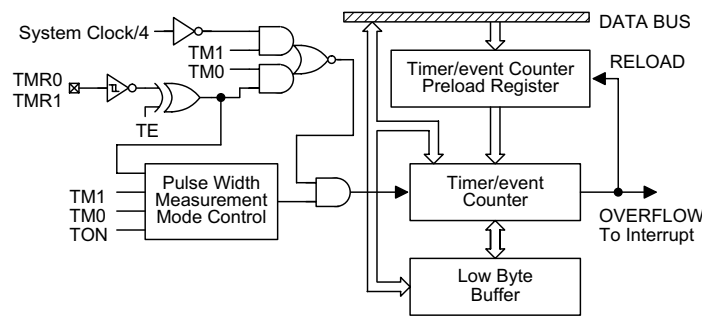 DATA BUS
System Clock/4
TM1
TM0
TMR0
TMR1
TE
Timer/event Counter
Preload Register
RELOAD
Pulse Width
Measurement
Mode Control
TM1
TM0
TON
Timer/event
Counter
OVERFLOW
To Interrupt
Low Byte
Buffer